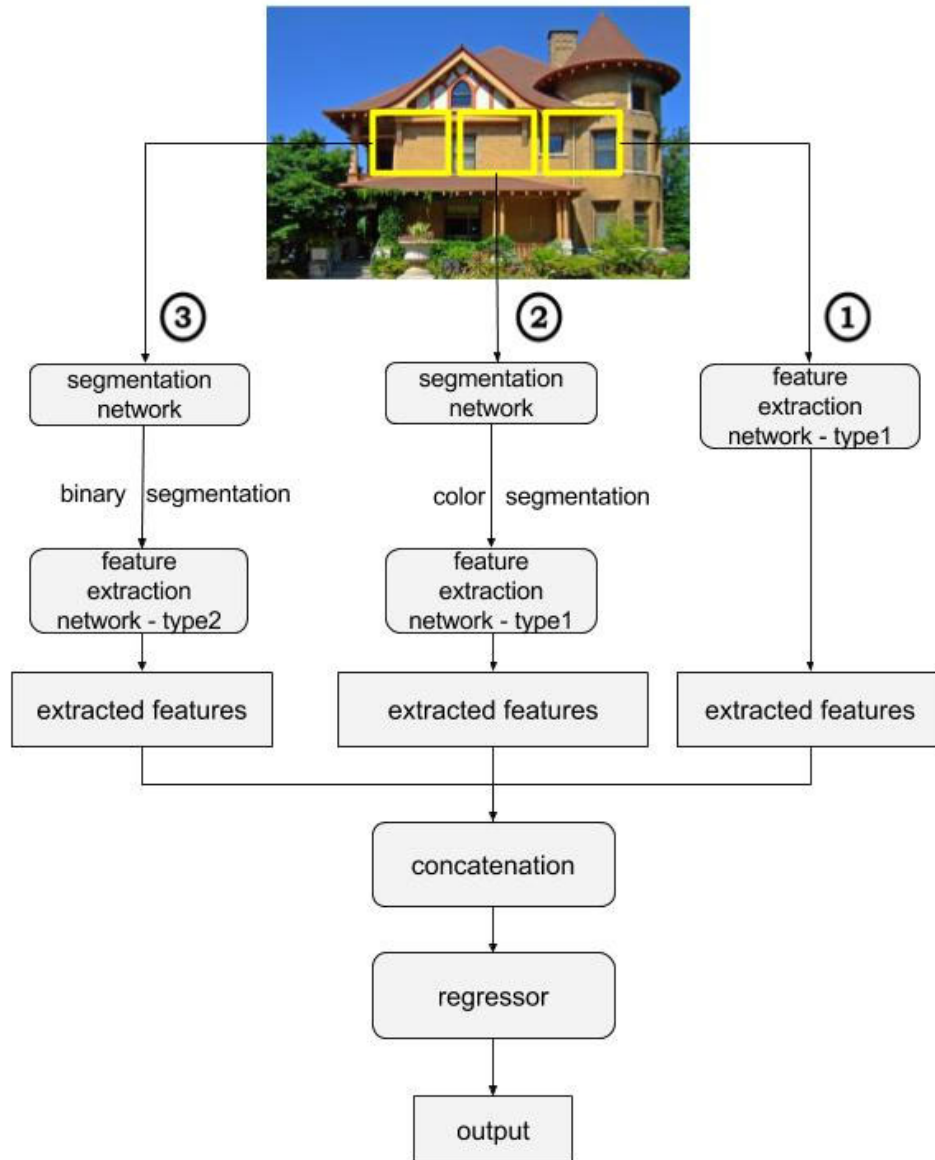 3
2
1
segmentation
network
segmentation
network
feature
extraction
network - type1
binary segmentation
color segmentation
feature
extraction
network - type2
feature
extraction
network - type1
extracted features
extracted features
extracted features
concatenation
regressor
output